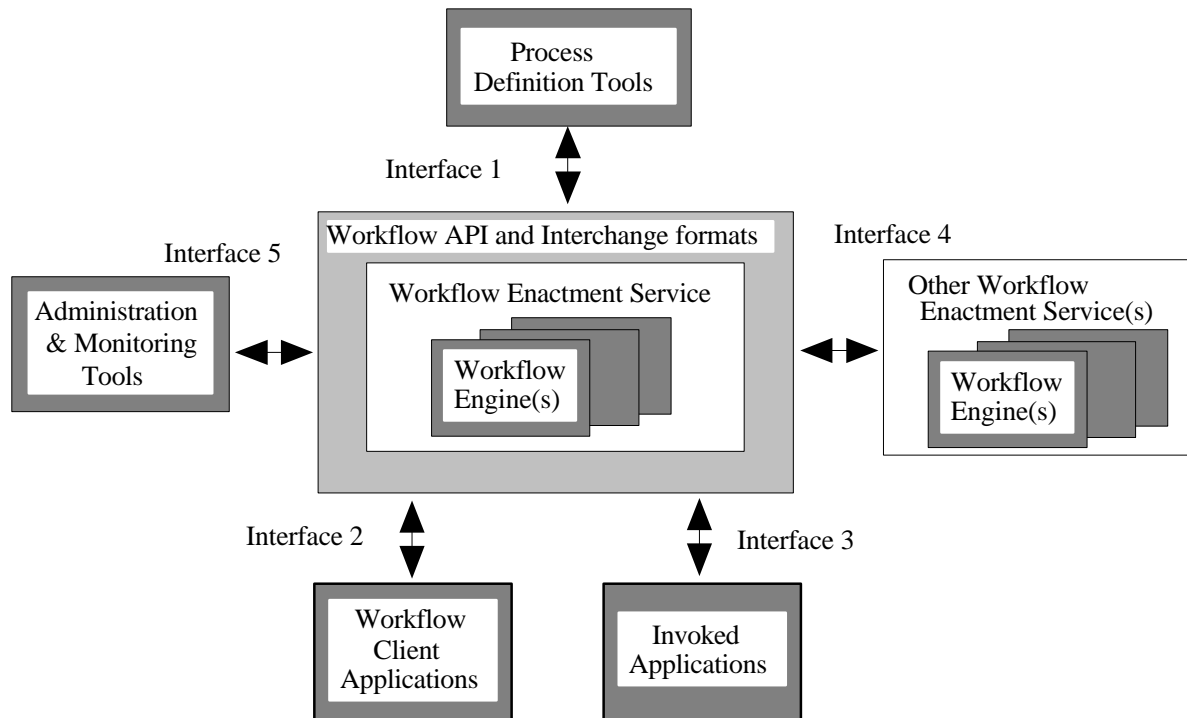 Process
Definition Tools
Interface 1
Workflow API and Interchange formats
Interface 4
Interface 5
Workflow Enactment Service
Other Workflow
Enactment Service(s)
Administration
& Monitoring
Tools
Workflow
Engine(s)
Workflow
Engine(s)
Interface 2
Interface 3
Workflow
Client
Applications
Invoked
Applications